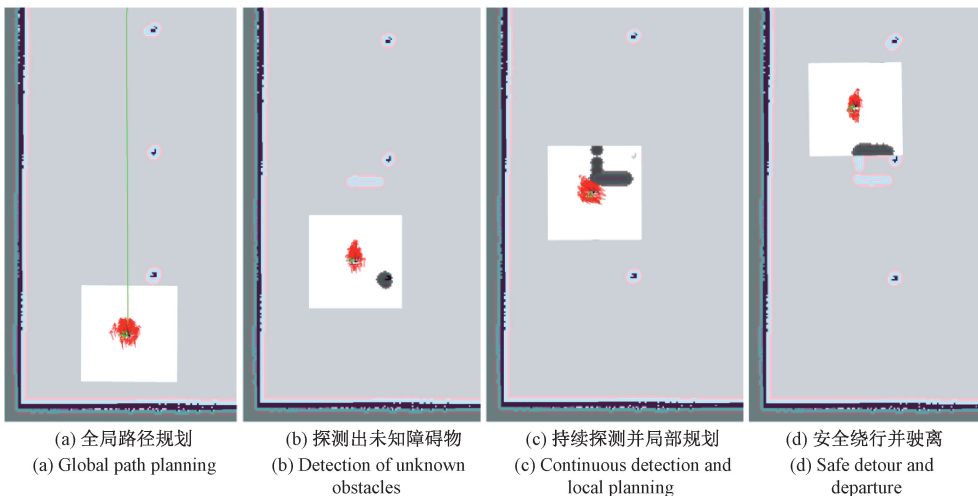 (a) 全局路径规划
(a) Global path planning
(b) 探测出未知障碍物
(b) Detection of unknown
obstacles
(c) 持续探测并局部规划
(c) Continuous detection and
local planning
(d) 安全绕行并驶离
(d) Safe detour and
departure